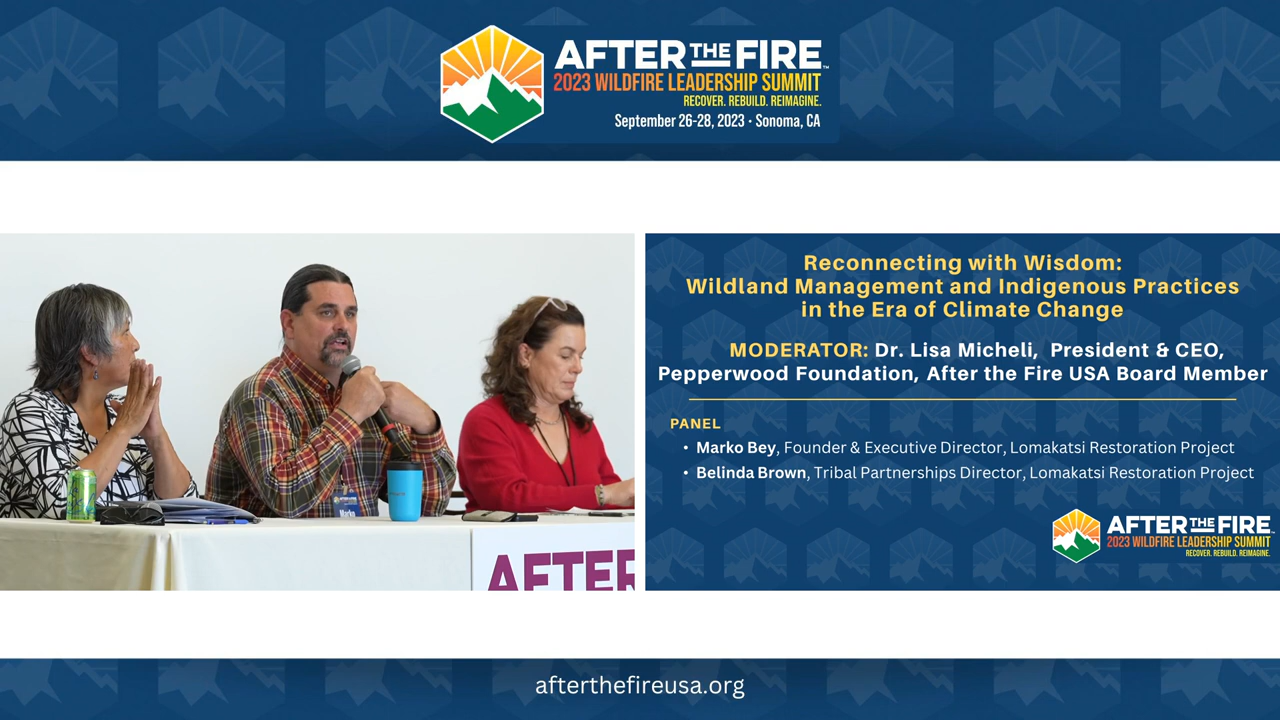 AFTER THE FIRE™
2023 WILDFIRE LEADERSHIP SUMMIT
RECOVER. REBUILD. REIMAGINE.
September 26-28, 2023 • Sonoma, CA
Reconnecting with Wisdom:
Wildland Management and Indigenous Practices
in the Era of Climate Change
MODERATOR: Dr. Lisa Micheli, President & CEO,
Pepperwood Foundation, After the Fire USA Board Member
PANEL
• Marko Bey, Founder & Executive Director, Lomakatsi Restoration Project
• Belinda Brown, Tribal Partnerships Director, Lomakatsi Restoration Project
Marko
AFTER
AFTER THE FIRE™
2023 WILDFIRE LEADERSHIP SUMMIT
RECOVER. REBUILD. REIMAGINE.
afterthefireusa.org